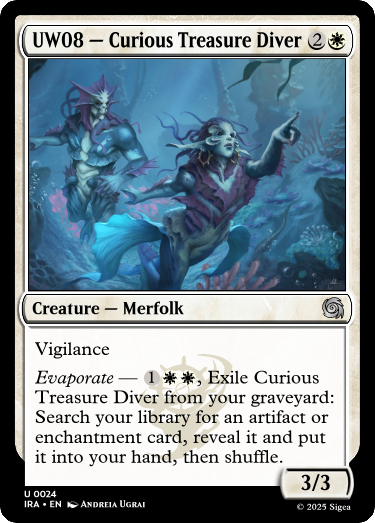 UW08 — Curious Treasure Diver 2
Creature — Merfolk
Vigilance
Evaporate — 1, Exile Curious
Treasure Diver from your graveyard:
Search your library for an artifact or
enchantment card, reveal it and put
it into your hand, then shuffle.
3/3
U 0024
IRA • EN Andreia Ugrai
© 2025 Sigea